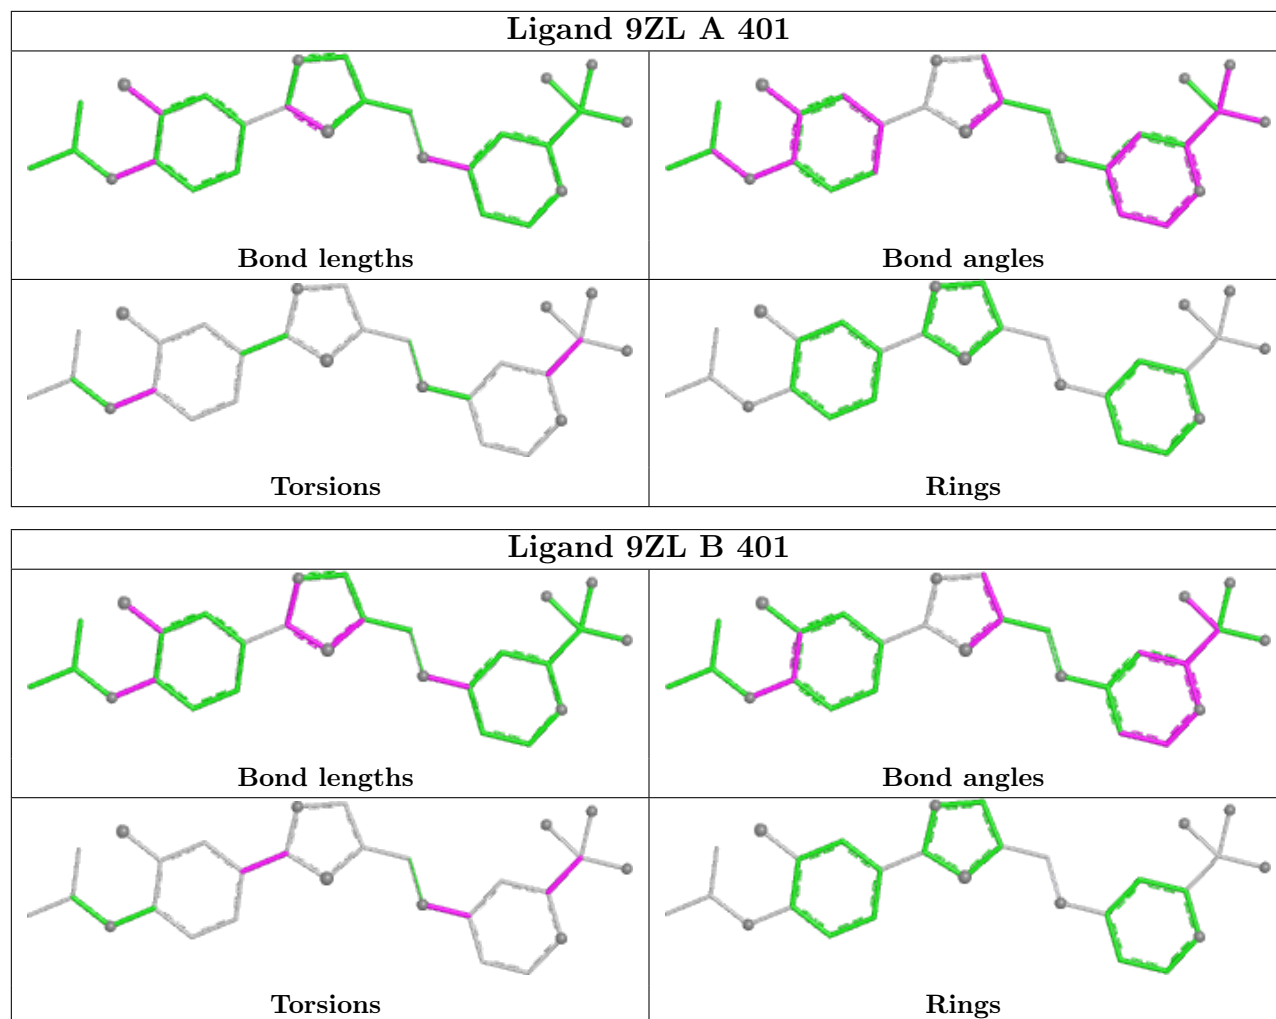 Ligand 9ZL A 401
Bond lengths
Bond angles
Torsions
Rings
Ligand 9ZL B 401
Bond lengths
Bond angles
Torsions
Rings